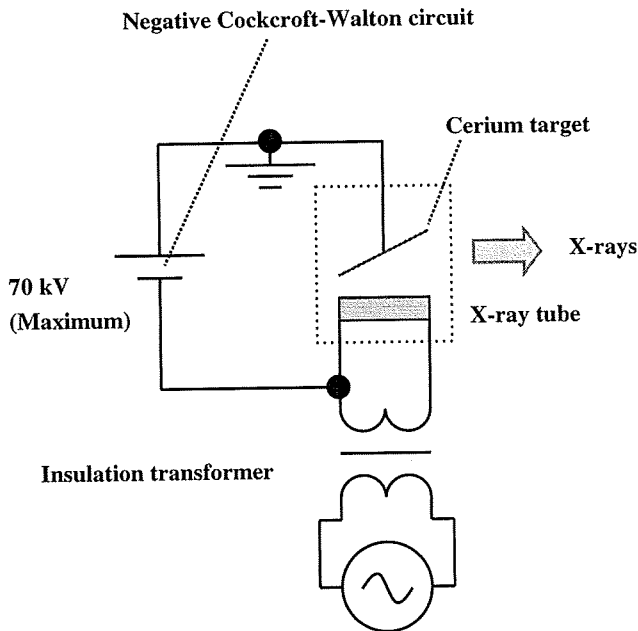 Negative Cockcroft-Walton circuit
Cerium target
X-rays
70 kV
(Maximum)
X-ray tube
Insulation transformer